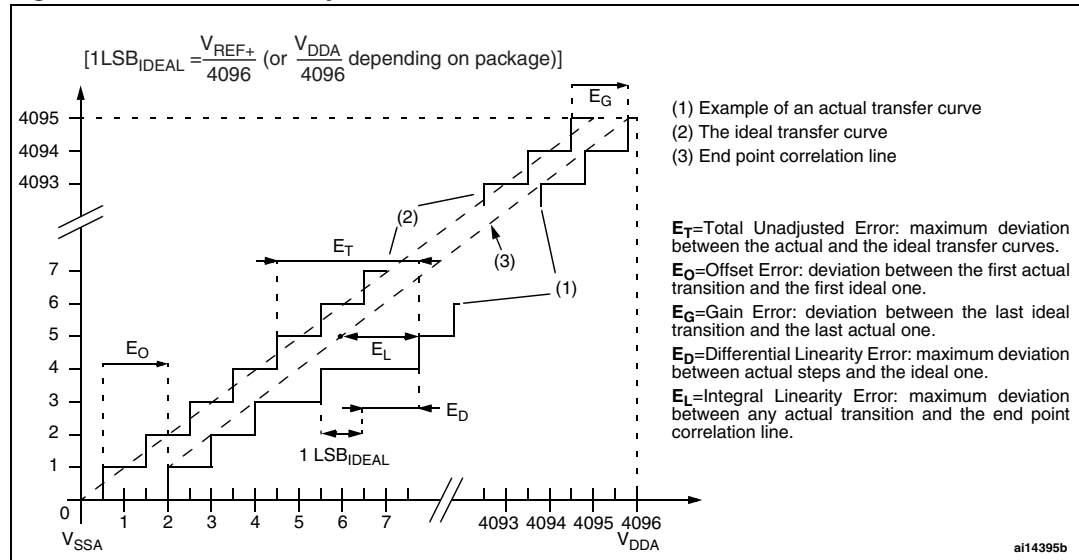 [1LSB_IDEAL = V_REF+/4096 (or V_DDA/4096 depending on package)]
E_G
4095
4094
4093
7
6
5
4
3
2
1
0
(1) Example of an actual transfer curve
(2) The ideal transfer curve
(3) End point correlation line
E_T=Total Unadjusted Error: maximum deviation
between the actual and the ideal transfer curves.
E_O=Offset Error: deviation between the first actual
transition and the first ideal one.
E_G=Gain Error: deviation between the last ideal
transition and the last actual one.
E_D=Differential Linearity Error: maximum deviation
between actual steps and the ideal one.
E_L=Integral Linearity Error: maximum deviation
between any actual transition and the end point
correlation line.
(2)
E_T
(3)
(1)
E_O
E_L
E_D
1 LSB_IDEAL
1 2 3 4 5 6 7 4093 4094 4095 4096
V_SSA
V_DDA
ai14395b